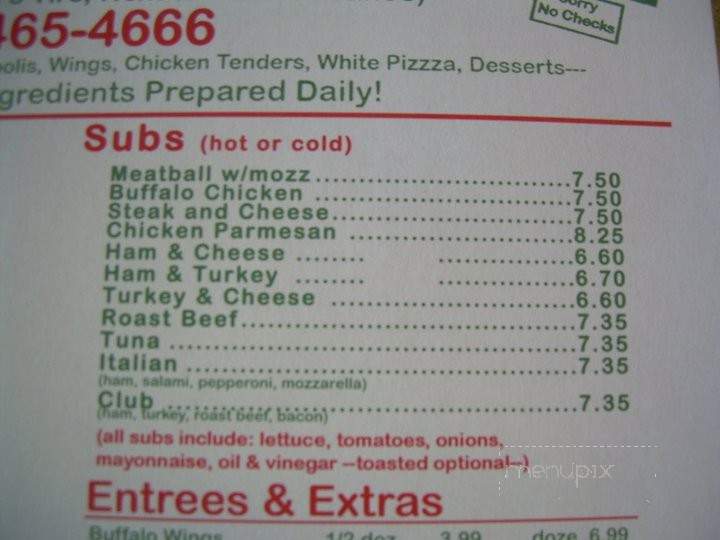 Sorry
No Checks
465-4666
Wings, Chicken Tenders, White Pizzza, Desserts---
Prepared Daily!
Subs (hot or cold)
Meatball w/mozz..............................7.50
Buffalo Chicken ..............................7.50
Steak and Cheese............................7.50
Chicken Parmesan ..........................8.25
Ham & Cheese ........ ................6.60
Ham & Turkey ........ ................6.70
Turkey & Cheese ............................6.60
Roast Beef.......................................7.35
Tuna ...............................................7.35
Italian .............................................7.35
(ham, salami, pepperoni, mozzarella)
Club ................................................7.35
(ham, turkey, roast beef, bacon)
(all subs include: lettuce, tomatoes, onions,
mayonnaise, oil & vinegar --toasted optional--)
menupix
Entrees & Extras
Buffalo Wings 1/2 doz 3.99 doze 6.99